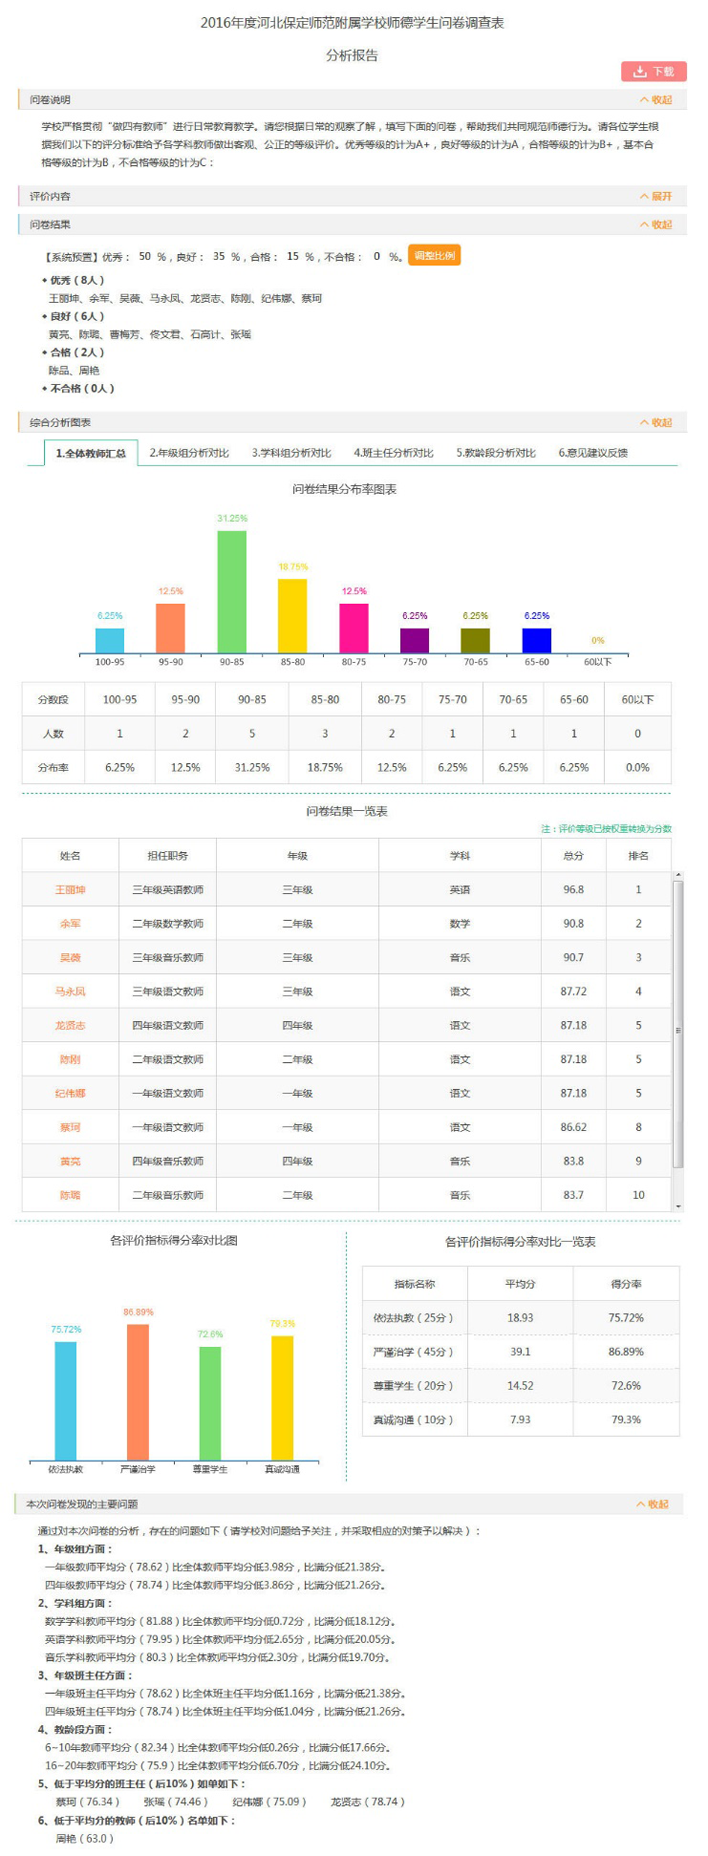 2016年度河北保定师范附属学校师德学生问卷调查表
分析报告
下载
问卷说明 收起
学校严格贯彻“做四有教师”进行日常教育教学。请您根据日常的观察了解，填写下面的问卷，帮助我们共同规范师德行为。请各位学生根
据我们以下的评分标准给予各学科教师做出客观、公正的等级评价。优秀等级的计为A+，良好等级的计为A，合格等级的计为B+，基本合
格等级的计为B，不合格等级的计为C：
评价内容 展开
问卷结果 收起
【系统预置】优秀： 50 %，良好： 35 %，合格： 15 %，不合格： 0 %。 调整比例
优秀（8人）
王丽坤、余军、吴薇、马永凤、龙贤志、陈刚、纪伟娜、蔡珂
良好（6人）
黄亮、陈璐、曹梅芳、佟文君、石高计、张瑶
合格（2人）
陈品、周艳
不合格（0人）
综合分析图表 收起
1.全体教师汇总 2.年级组分析对比 3.学科组分析对比 4.班主任分析对比 5.教龄段分析对比 6.意见建议反馈
问卷结果分布率图表
6.25% 12.5% 31.25% 18.75% 12.5% 6.25% 6.25% 6.25% 0%
100-95 95-90 90-85 85-80 80-75 75-70 70-65 65-60 60以下
分数段 100-95 95-90 90-85 85-80 80-75 75-70 70-65 65-60 60以下
人数 1 2 5 3 2 1 1 1 0
分布率 6.25% 12.5% 31.25% 18.75% 12.5% 6.25% 6.25% 6.25% 0.0%
问卷结果一览表
注：评价等级已按权重转换为分数
姓名 担任职务 年级 学科 总分 排名
王丽坤 三年级英语教师 三年级 英语 96.8 1
余军 二年级数学教师 二年级 数学 90.8 2
吴薇 三年级音乐教师 三年级 音乐 90.7 3
马永凤 三年级语文教师 三年级 语文 87.72 4
龙贤志 四年级语文教师 四年级 语文 87.18 5
陈刚 二年级语文教师 二年级 语文 87.18 5
纪伟娜 一年级语文教师 一年级 语文 87.18 5
蔡珂 一年级语文教师 一年级 语文 86.62 8
黄亮 四年级音乐教师 四年级 音乐 83.8 9
陈璐 二年级音乐教师 二年级 音乐 83.7 10
各评价指标得分率对比图
75.72% 86.89% 72.6% 79.3%
依法执教 严谨治学 尊重学生 真诚沟通
各评价指标得分率对比一览表
指标名称 平均分 得分率
依法执教（25分） 18.93 75.72%
严谨治学（45分） 39.1 86.89%
尊重学生（20分） 14.52 72.6%
真诚沟通（10分） 7.93 79.3%
本次问卷发现的主要问题 收起
通过对本次问卷的分析，存在的问题如下（请学校对问题给予关注，并采取相应的对策予以解决）：
1、年级组方面：
一年级教师平均分（78.62）比全体教师平均分低3.98分，比满分低21.38分。
四年级教师平均分（78.74）比全体教师平均分低3.86分，比满分低21.26分。
2、学科组方面：
数学学科教师平均分（81.88）比全体教师平均分低0.72分，比满分低18.12分。
英语学科教师平均分（79.95）比全体教师平均分低2.65分，比满分低20.05分。
音乐学科教师平均分（80.3）比全体教师平均分低2.30分，比满分低19.70分。
3、年级班主任方面：
一年级班主任平均分（78.62）比全体班主任平均分低1.16分，比满分低21.38分。
四年级班主任平均分（78.74）比全体班主任平均分低1.04分，比满分低21.26分。
4、教龄段方面：
6~10年教师平均分（82.34）比全体教师平均分低0.26分，比满分低17.66分。
16~20年教师平均分（75.9）比全体教师平均分低6.70分，比满分低24.10分。
5、低于平均分的班主任（后10%）如单如下：
蔡珂（76.34） 张瑶（74.46） 纪伟娜（75.09） 龙贤志（78.74）
6、低于平均分的教师（后10%）名单如下：
周艳（63.0）